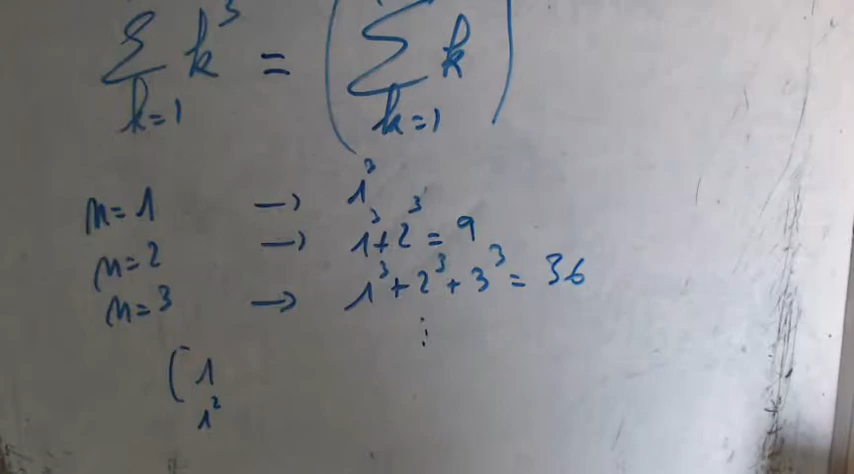 ∑ k³ = (∑ k)
k=1 k=1
n=1 → 1³
n=2 → 1³+2³=9
n=3 → 1³+2³+3³=36
⋮
(1
1²